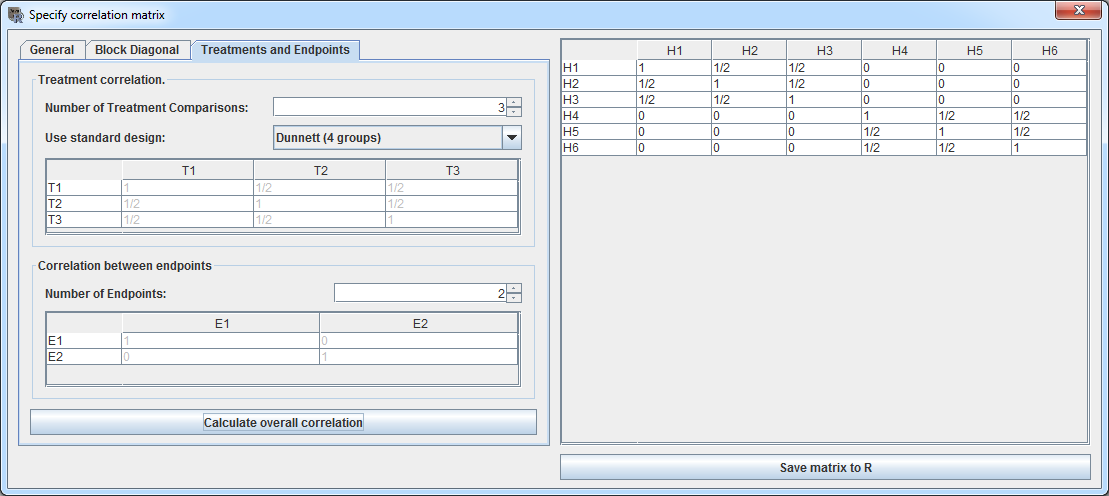 Specify correlation matrix
General Block Diagonal Treatments and Endpoints
Treatment correlation.
Number of Treatment Comparisons: 3
Use standard design: Dunnett (4 groups)
T1 T2 T3
T1 1 1/2 1/2
T2 1/2 1 1/2
T3 1/2 1/2 1
Correlation between endpoints
Number of Endpoints: 2
E1 E2
E1 1 0
E2 0 1
Calculate overall correlation
H1 H2 H3 H4 H5 H6
H1 1 1/2 1/2 0 0 0
H2 1/2 1 1/2 0 0 0
H3 1/2 1/2 1 0 0 0
H4 0 0 0 1 1/2 1/2
H5 0 0 0 1/2 1 1/2
H6 0 0 0 1/2 1/2 1
Save matrix to R